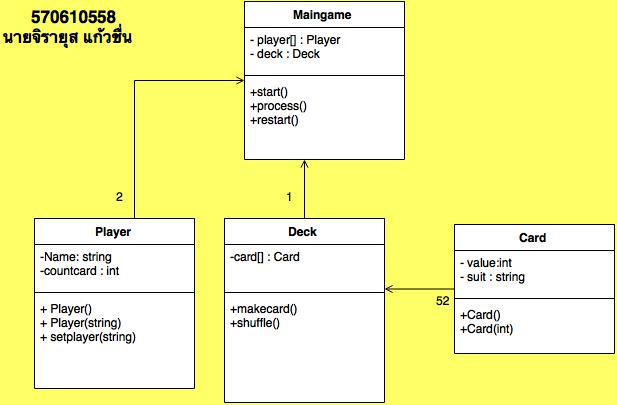 570610558
นายจิรายุส แก้วชื่น
Maingame
- player[] : Player
- deck : Deck
+start()
+process()
+restart()
2
1
Player
-Name: string
-countcard : int
+ Player()
+ Player(string)
+ setplayer(string)
Deck
-card[] : Card
+makecard()
+shuffle()
52
Card
- value:int
- suit : string
+Card()
+Card(int)